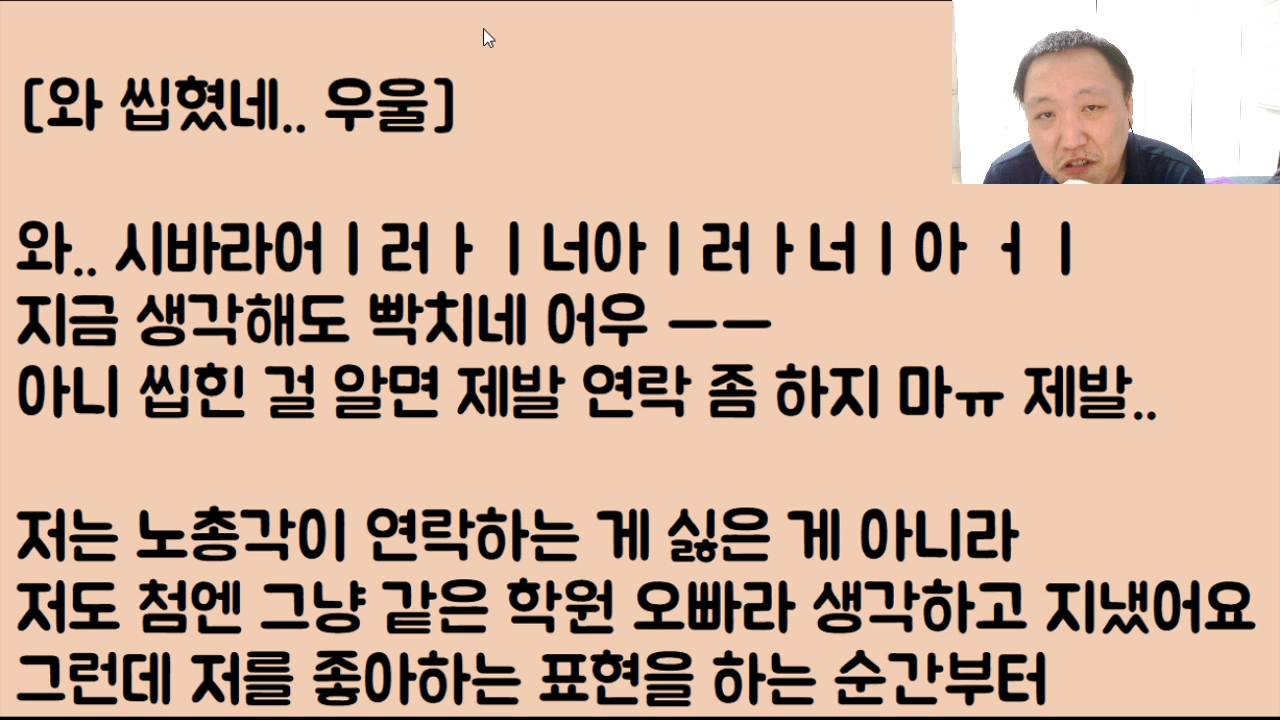 [와 씹혔네.. 우울]
와.. 시바라어ㅣ러ㅏㅣ너아ㅣ러ㅏ너ㅣ아ㅓㅣ
지금 생각해도 빡치네 어우 ㅡㅡ
아니 씹힌 걸 알면 제발 연락 좀 하지 마ㅠ 제발..
저는 노총각이 연락하는 게 싫은 게 아니라
저도 첨엔 그냥 같은 학원 오빠라 생각하고 지냈어요
그런데 저를 좋아하는 표현을 하는 순간부터